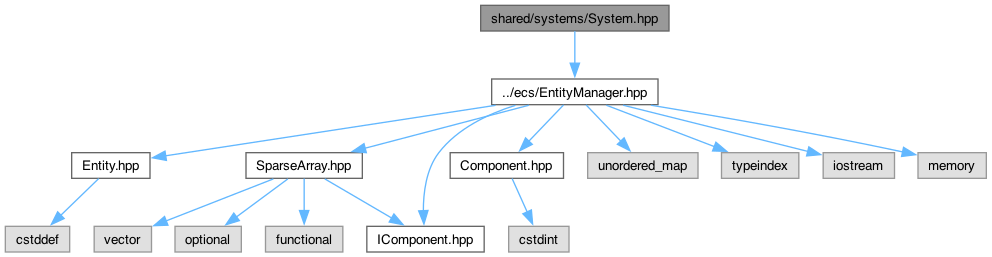 shared/systems/System.hpp
../ecs/EntityManager.hpp
Entity.hpp
SparseArray.hpp
Component.hpp
unordered_map
typeindex
iostream
memory
cstddef
vector
optional
functional
IComponent.hpp
cstdint